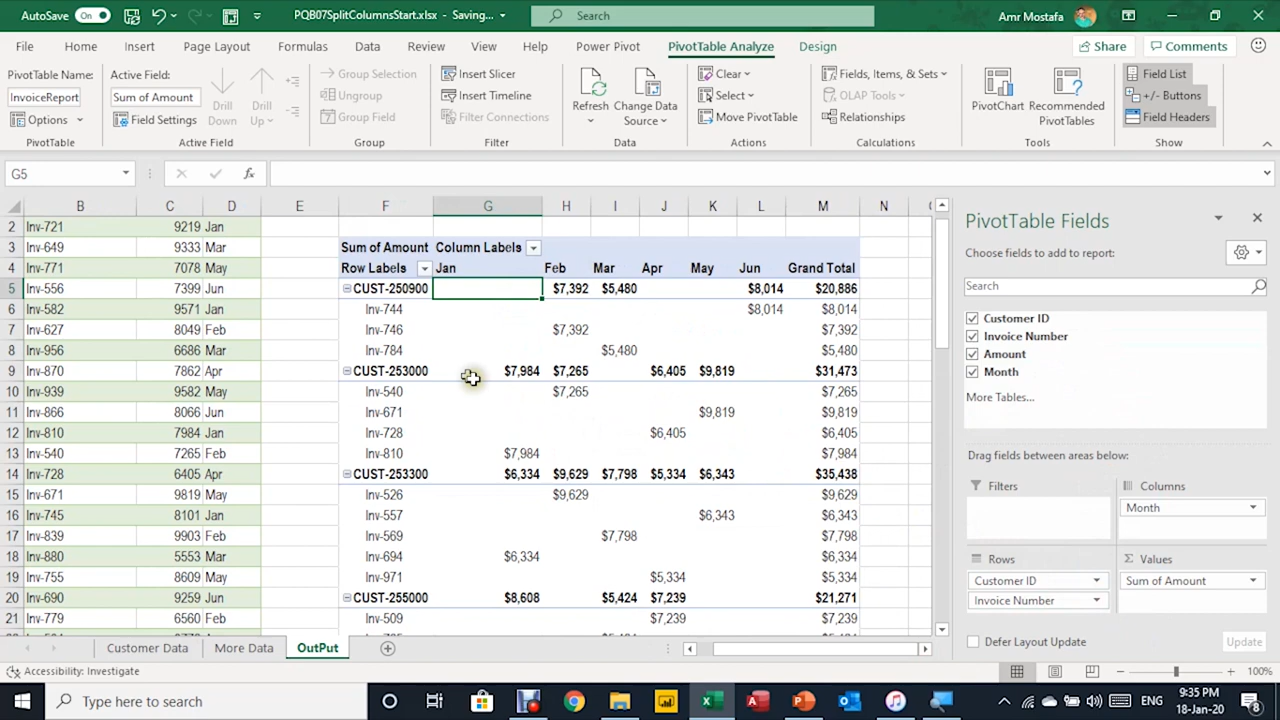 AutoSave On PQB07SplitColumnsStart.xlsx - Saving... Search Amr Mostafa
File Home Insert Page Layout Formulas Data Review View Help Power Pivot PivotTable Analyze Design Share Comments
PivotTable Name: Active Field: Group Selection Insert Slicer Clear Fields, Items, & Sets Field List
InvoiceReport Sum of Amount Drill Down Drill Up Ungroup Insert Timeline Refresh Change Data Source Select OLAP Tools PivotChart Recommended PivotTables +/- Buttons
Options Field Settings Group Field Filter Connections Move PivotTable Relationships Field Headers
PivotTable Active Field Group Filter Data Actions Calculations Tools Show
G5 fx
B C D E F G H I J K L M N
2 Inv-721 9219 Jan
3 Inv-649 9333 Mar Sum of Amount Column Labels
4 Inv-771 7078 May Row Labels Jan Feb Mar Apr May Jun Grand Total
5 Inv-556 7399 Jun CUST-250900 $7,392 $5,480 $8,014 $20,886
6 Inv-582 9571 Jan Inv-744 $8,014 $8,014
7 Inv-627 8049 Feb Inv-746 $7,392 $7,392
8 Inv-956 6686 Mar Inv-784 $5,480 $5,480
9 Inv-870 7862 Apr CUST-253000 $7,984 $7,265 $6,405 $9,819 $31,473
10 Inv-939 9582 May Inv-540 $7,265 $7,265
11 Inv-866 8066 Jun Inv-671 $9,819 $9,819
12 Inv-810 7984 Jan Inv-728 $6,405 $6,405
13 Inv-540 7265 Feb Inv-810 $7,984 $7,984
14 Inv-728 6405 Apr CUST-253300 $6,334 $9,629 $7,798 $5,334 $6,343 $35,438
15 Inv-671 9819 May Inv-526 $9,629 $9,629
16 Inv-745 8101 Jan Inv-557 $6,343 $6,343
17 Inv-839 9903 Feb Inv-569 $7,798 $7,798
18 Inv-880 5553 Mar Inv-694 $6,334 $6,334
19 Inv-755 8609 May Inv-971 $5,334 $5,334
20 Inv-690 9259 Jun CUST-255000 $8,608 $5,424 $7,239 $21,271
21 Inv-779 6560 Feb Inv-509 $7,239 $7,239
PivotTable Fields
Choose fields to add to report:
Search
Customer ID
Invoice Number
Amount
Month
More Tables...
Drag fields between areas below:
Filters Columns
Month
Rows Σ Values
Customer ID Sum of Amount
Invoice Number
Defer Layout Update Update
Customer Data More Data OutPut
Accessibility: Investigate 100%
Type here to search ENG 9:35 PM
18-Jan-20 8